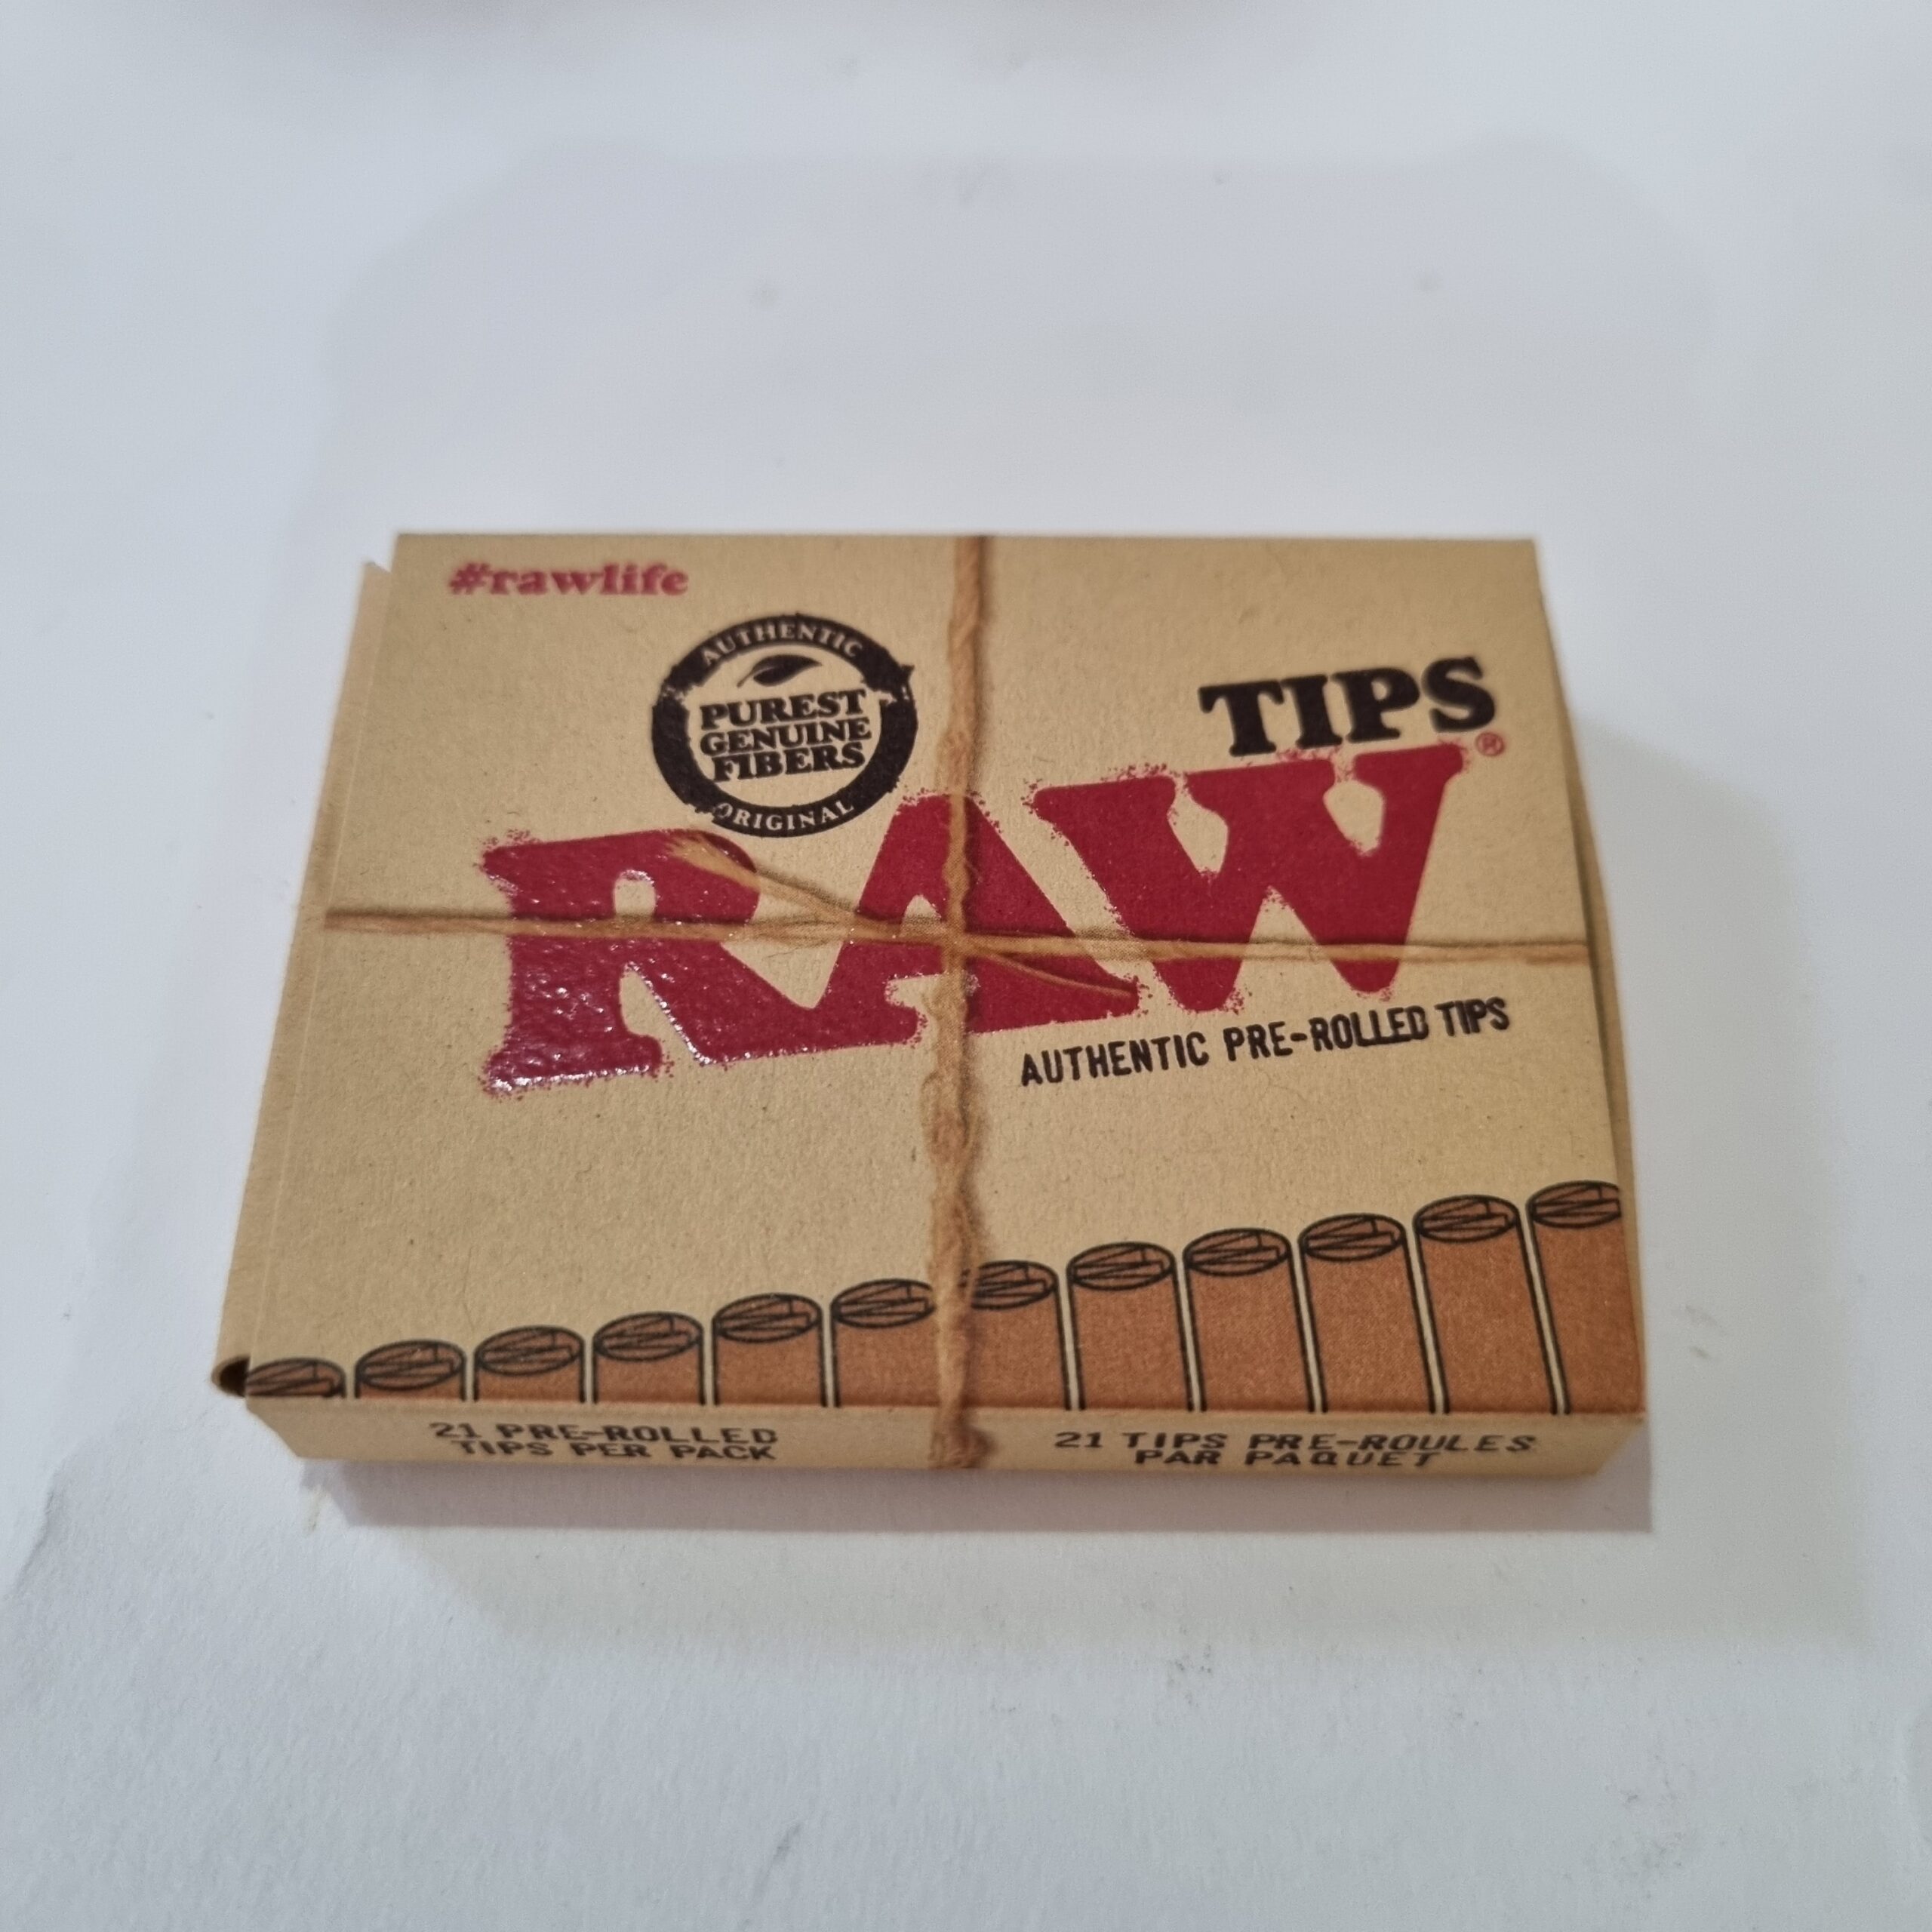 #rawlife
AUTHENTIC
PUREST
GENUINE
FIBERS
ORIGINAL
TIPS
RAW®
AUTHENTIC PRE-ROLLED TIPS
21 PRE-ROLLED
TIPS PER PACK
21 TIPS PRE-ROULES
PAR PAQUET